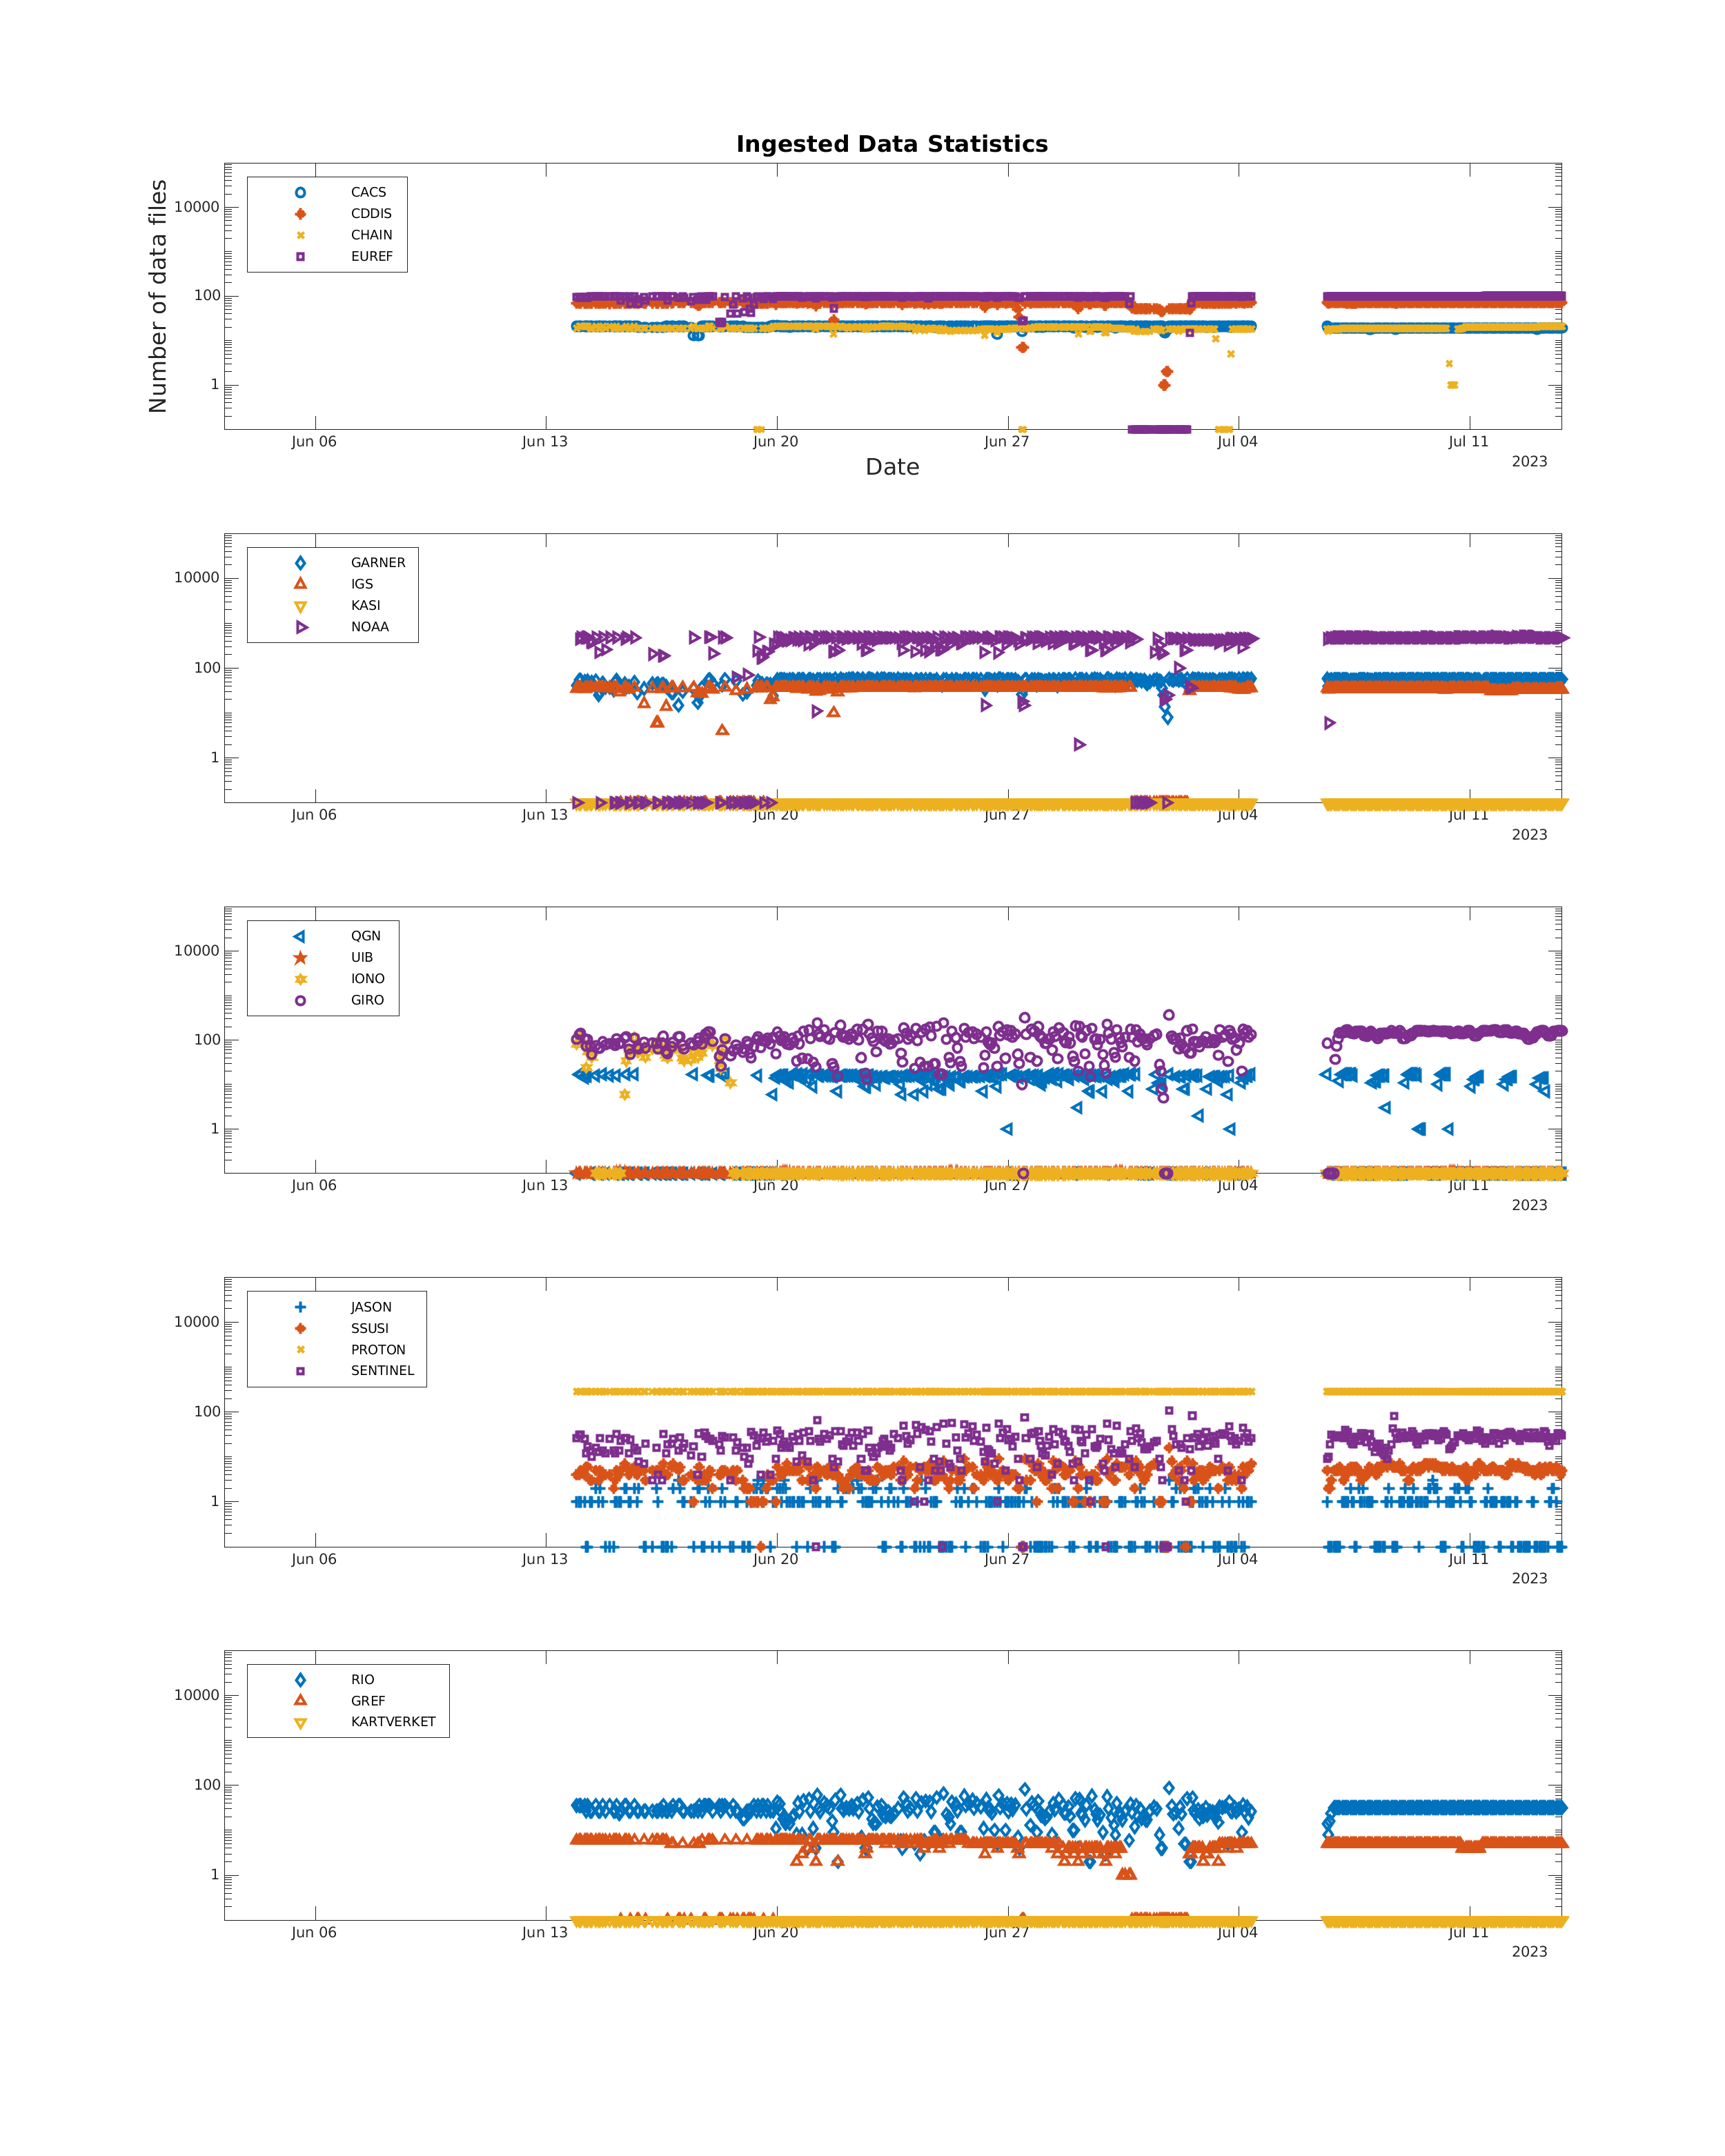 Ingested Data Statistics
Number of data files
10000
100
1
CACS
CDDIS
CHAIN
EUREF
Jun 06 Jun 13 Jun 20 Jun 27 Jul 04 Jul 11
2023
Date
10000
100
1
GARNER
IGS
KASI
NOAA
Jun 06 Jun 13 Jun 20 Jun 27 Jul 04 Jul 11
2023
10000
100
1
QGN
UIB
IONO
GIRO
Jun 06 Jun 13 Jun 20 Jun 27 Jul 04 Jul 11
2023
10000
100
1
JASON
SSUSI
PROTON
SENTINEL
Jun 06 Jun 13 Jun 20 Jun 27 Jul 04 Jul 11
2023
10000
100
1
RIO
GREF
KARTVERKET
Jun 06 Jun 13 Jun 20 Jun 27 Jul 04 Jul 11
2023